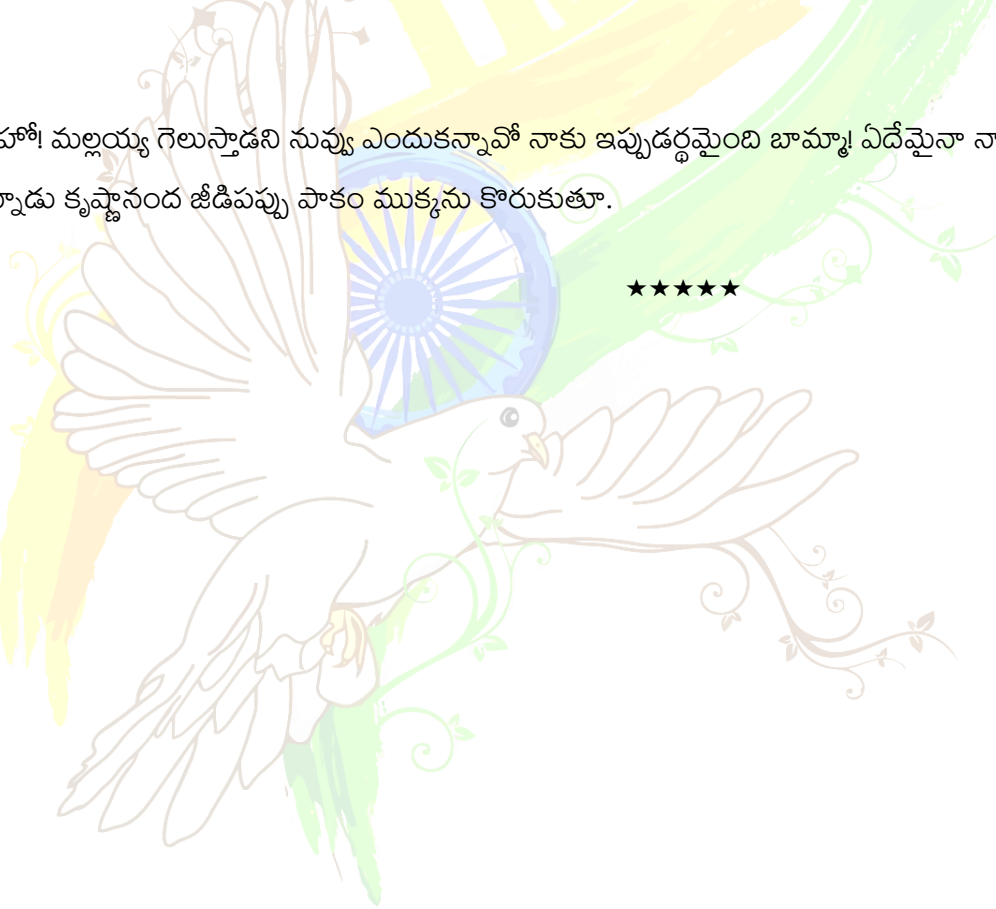 హో! మల్లయ్య గెలుస్తాడని నువ్వు ఎందుకన్నావో నాకు ఇప్పుడర్థమైంది బామ్మా! ఏదేమైనా
కృష్ణానంద జీడిపప్పు పాకం ముక్కను కొరుకుతూ.
★★★★★